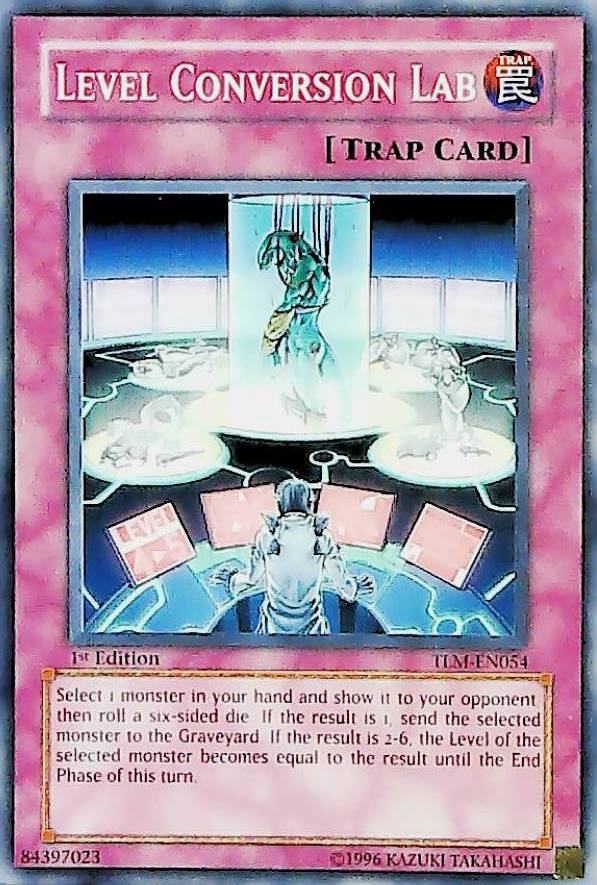 LEVEL CONVERSION LAB
TRAP
罠
[TRAP CARD]
LEVEL
1st Edition
TLM-EN054
Select 1 monster in your hand and show it to your opponent
then roll a six-sided die. If the result is 1, send the selected
monster to the Graveyard. If the result is 2-6, the Level of the
selected monster becomes equal to the result until the End
Phase of this turn.
84397023
©1996 KAZUKI TAKAHASHI